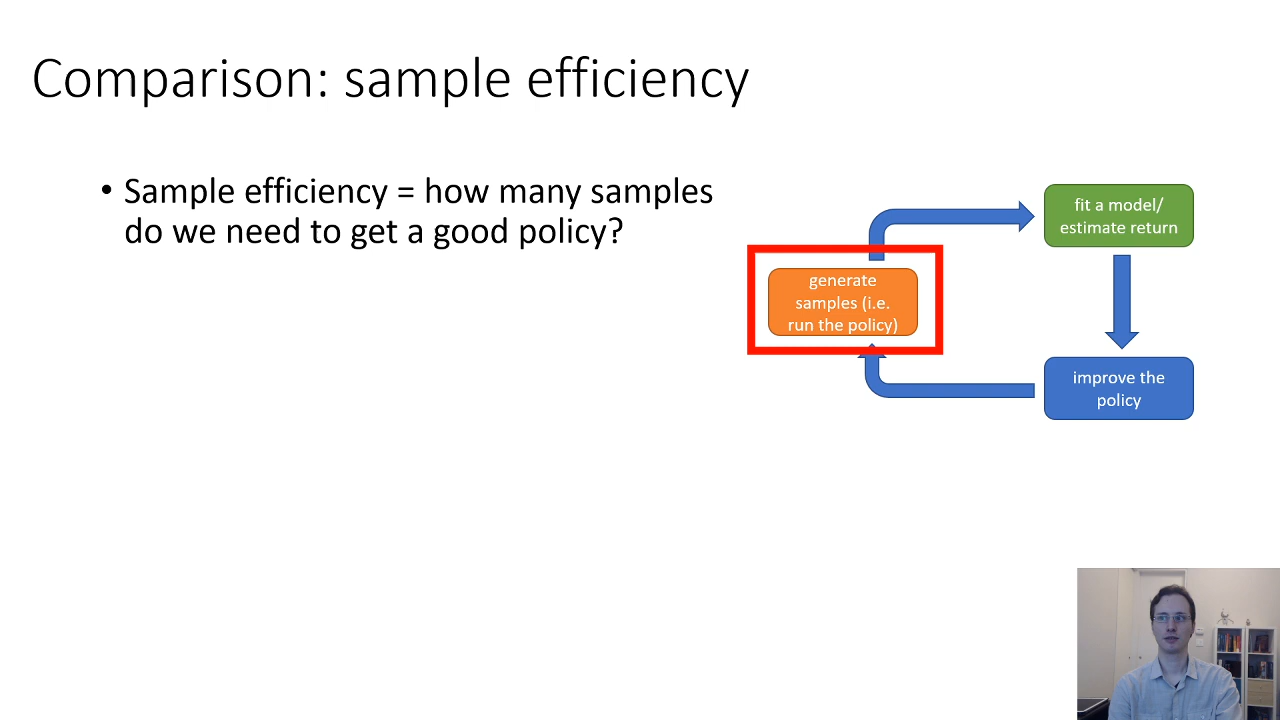 Comparison: sample efficiency
• Sample efficiency = how many samples
do we need to get a good policy?
generate
samples (i.e.
run the policy)
fit a model/
estimate return
improve the
policy